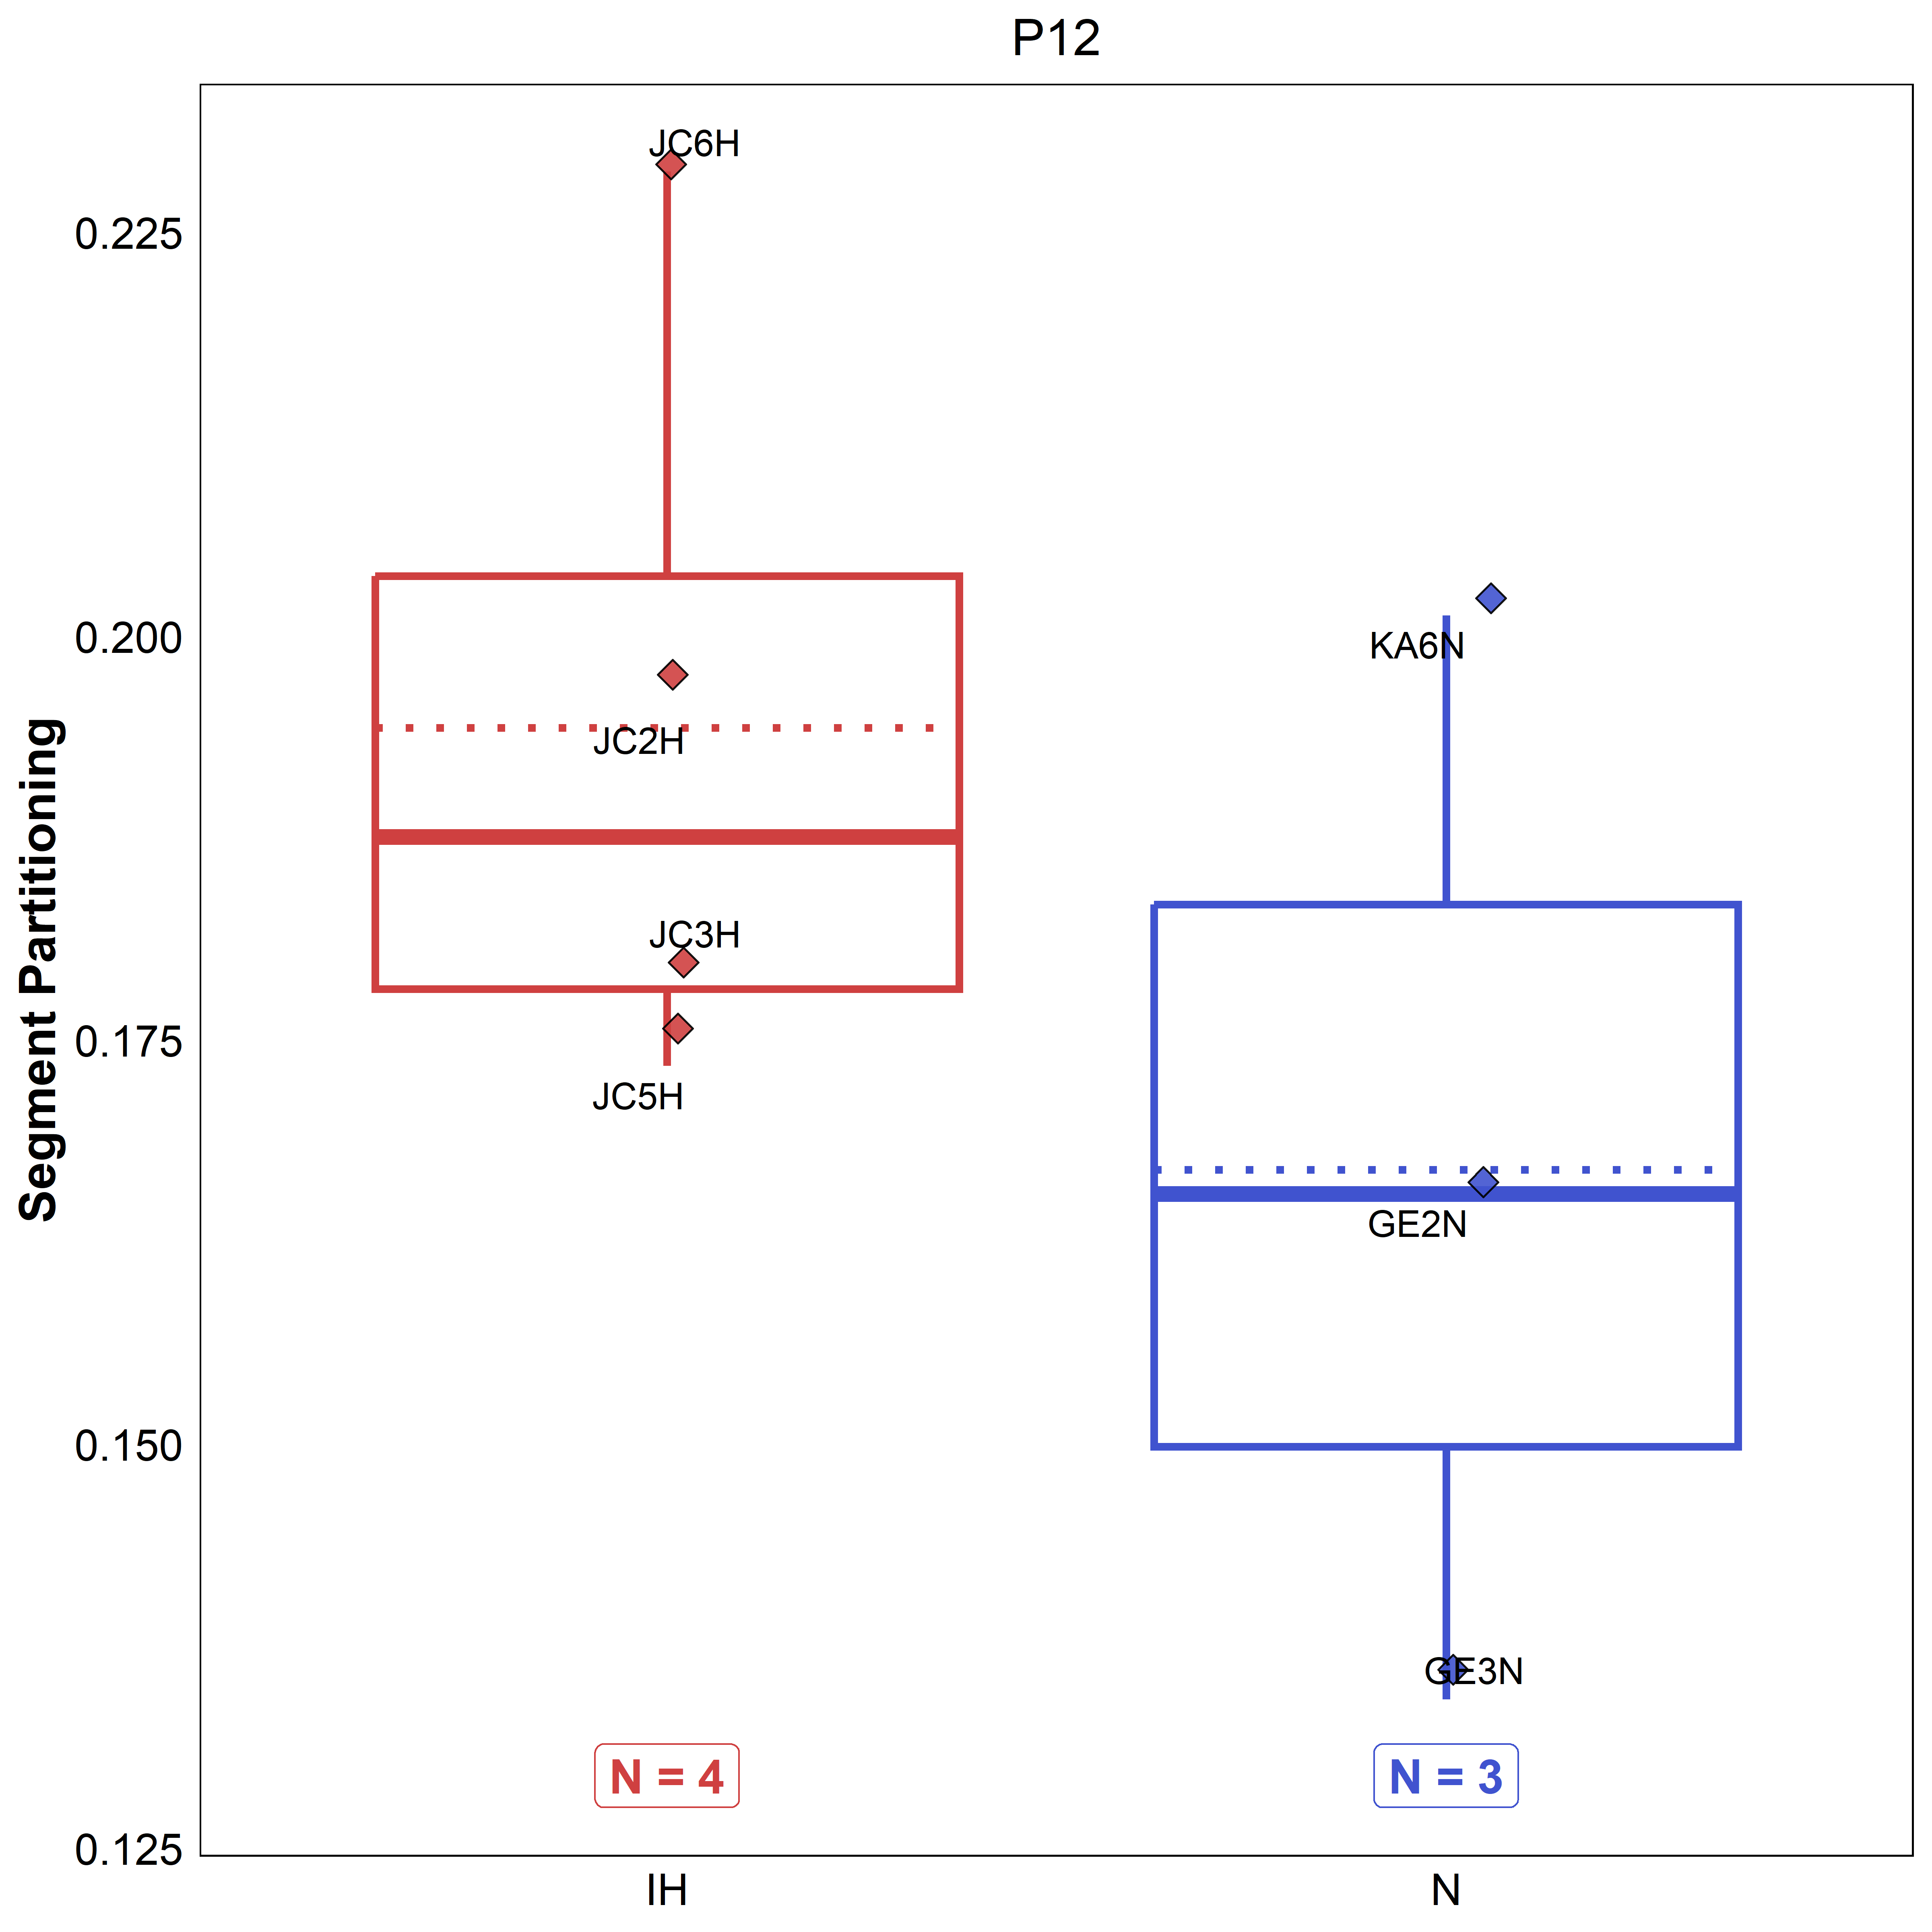 P12
Segment Partitioning
0.225
0.200
0.175
0.150
0.125
JC6H
JC2H
JC3H
JC5H
KA6N
GE2N
GE3N
N = 4
N = 3
IH
N